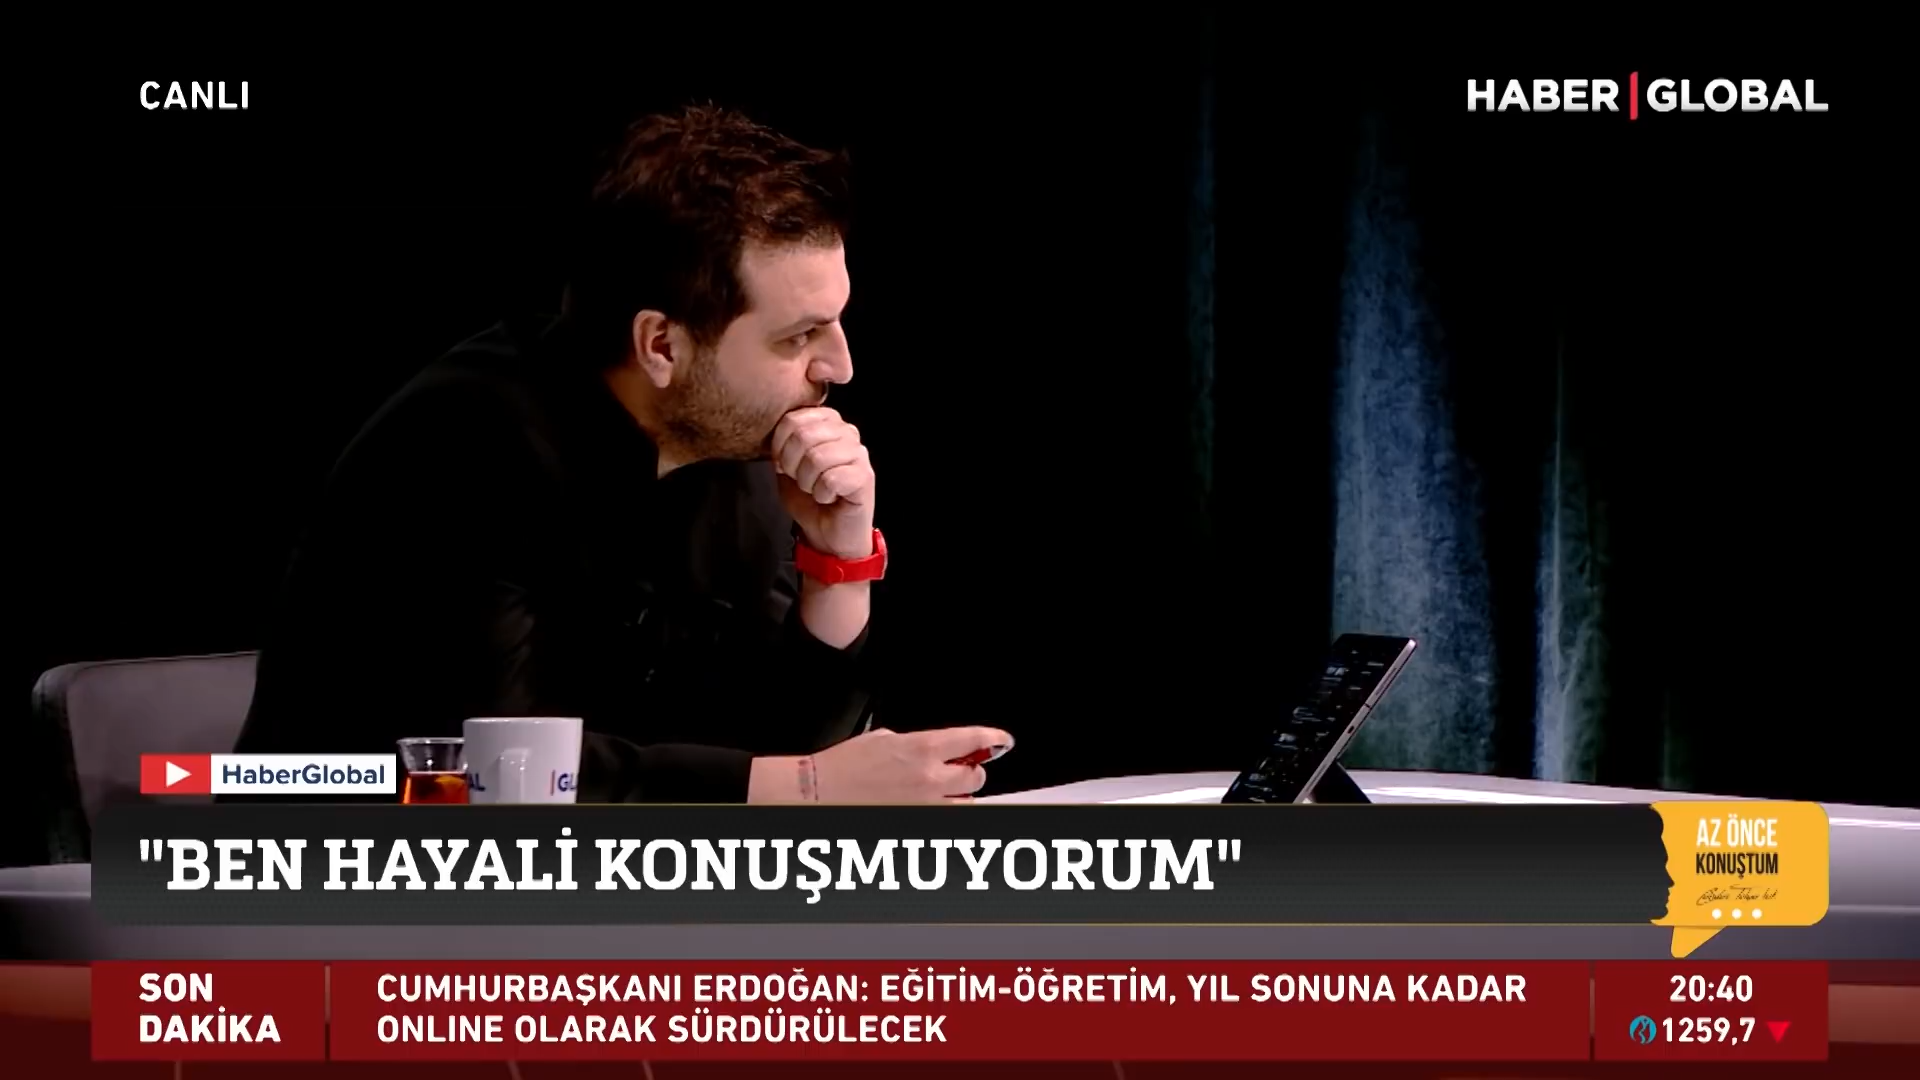 CANLI
HABER|GLOBAL
HaberGlobal
"BEN HAYALİ KONUŞMUYORUM"
AZ ÖNCE
KONUŞTUM
SON
DAKİKA
CUMHURBAŞKANI ERDOĞAN: EĞİTİM-ÖĞRETİM, YIL SONUNA KADAR
ONLINE OLARAK SÜRDÜRÜLECEK
20:40
1259,7